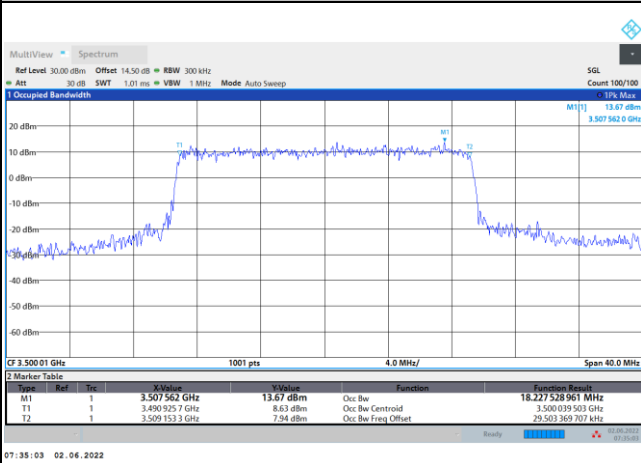 MultiView Spectrum
Ref Level 30.00 dBm Offset 14.50 dB RBW 300 kHz SGL
Att 30 dB SWT 1.01 ms VBW 1 MHz Mode Auto Sweep Count 100/100
1 Occupied Bandwidth 1Pk Max
M1[1] 13.67 dBm
3.507 562 0 GHz
20 dBm
M1
T1 T2
10 dBm
0 dBm
-10 dBm
-20 dBm
-30 dBm
-40 dBm
-50 dBm
-60 dBm
CF 3.500 01 GHz 1001 pts 4.0 MHz/ Span 40.0 MHz
2 Marker Table
Type Ref Trc X-Value Y-Value Function Function Result
M1 1 3.507 562 GHz 13.67 dBm Occ Bw 18.227 528 961 MHz
T1 1 3.490 925 7 GHz 8.63 dBm Occ Bw Centroid 3.500 039 503 GHz
T2 1 3.509 153 3 GHz 7.94 dBm Occ Bw Freq Offset 29.503 369 707 kHz
Ready 02.06.2022
07:35:03
07:35:03 02.06.2022